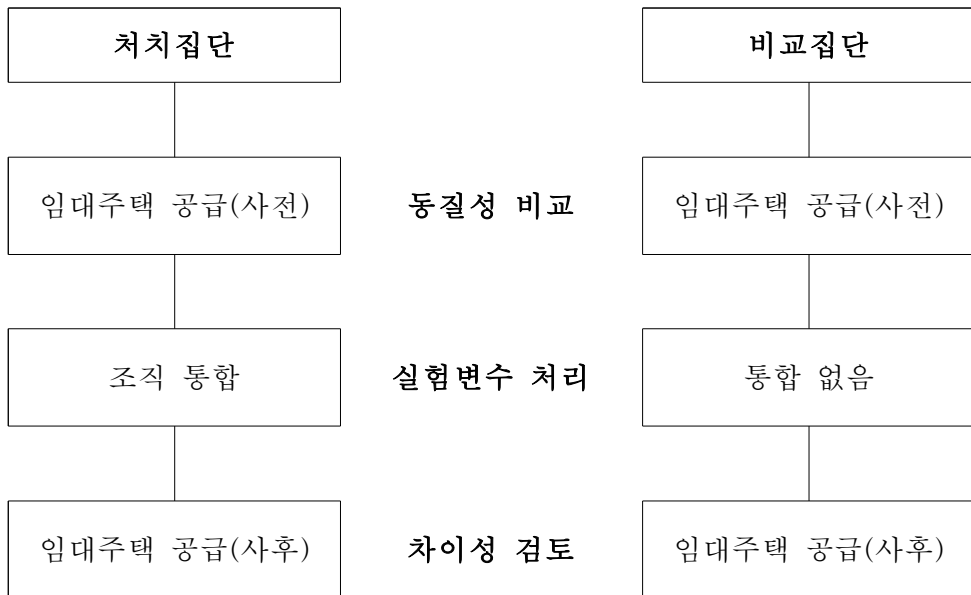 처치집단
비교집단
임대주택 공급(사전)
동질성 비교
임대주택 공급(사전)
조직 통합
실험변수 처리
통합 없음
임대주택 공급(사후)
차이성 검토
임대주택 공급(사후)